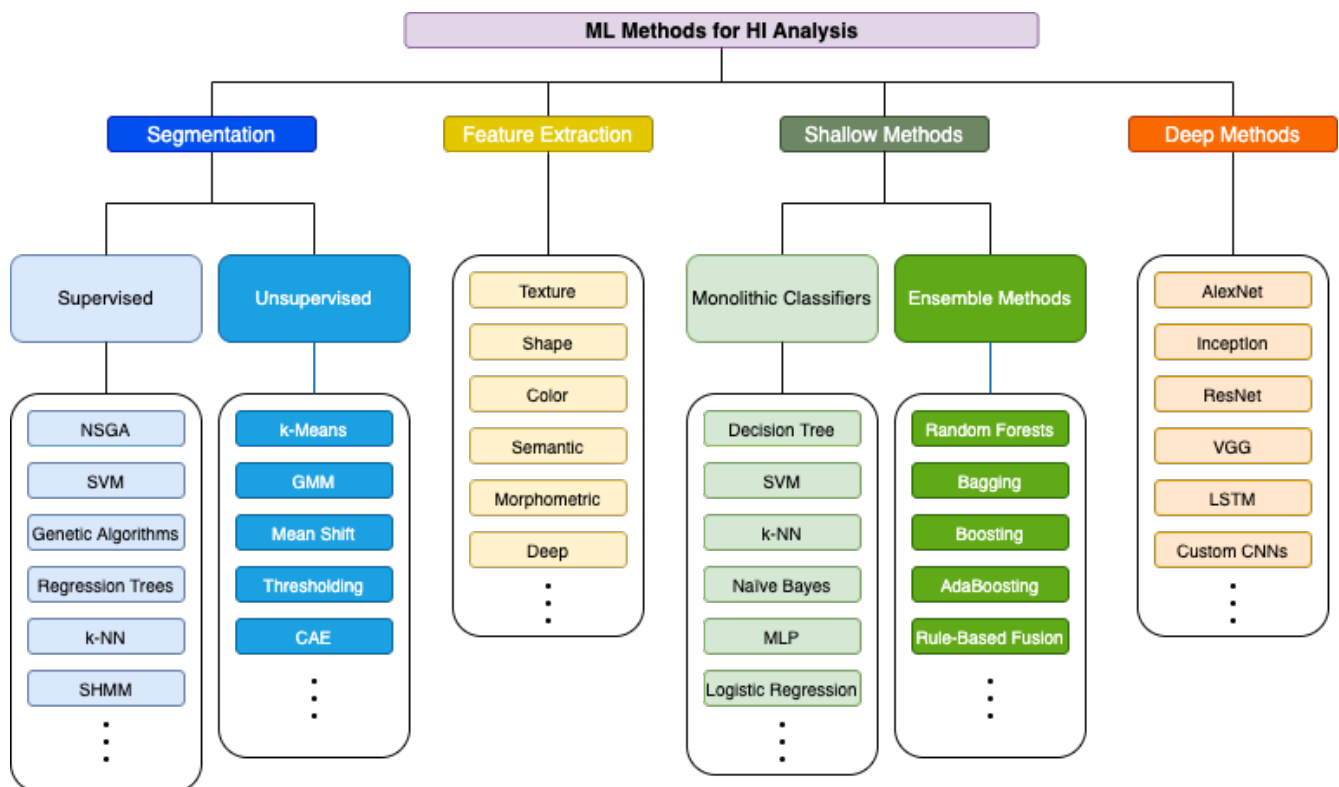 ML Methods for HI Analysis
Segmentation
Feature Extraction
Shallow Methods
Deep Methods
Supervised
Unsupervised
Monolithic Classifiers
Ensemble Methods
NSGA
SVM
Genetic Algorithms
Regression Trees
k-NN
SHMM
k-Means
GMM
Mean Shift
Thresholding
CAE
Texture
Shape
Color
Semantic
Morphometric
Deep
Decision Tree
SVM
k-NN
Naïve Bayes
MLP
Logistic Regression
Random Forests
Bagging
Boosting
AdaBoosting
Rule-Based Fusion
AlexNet
Inception
ResNet
VGG
LSTM
Custom CNNs